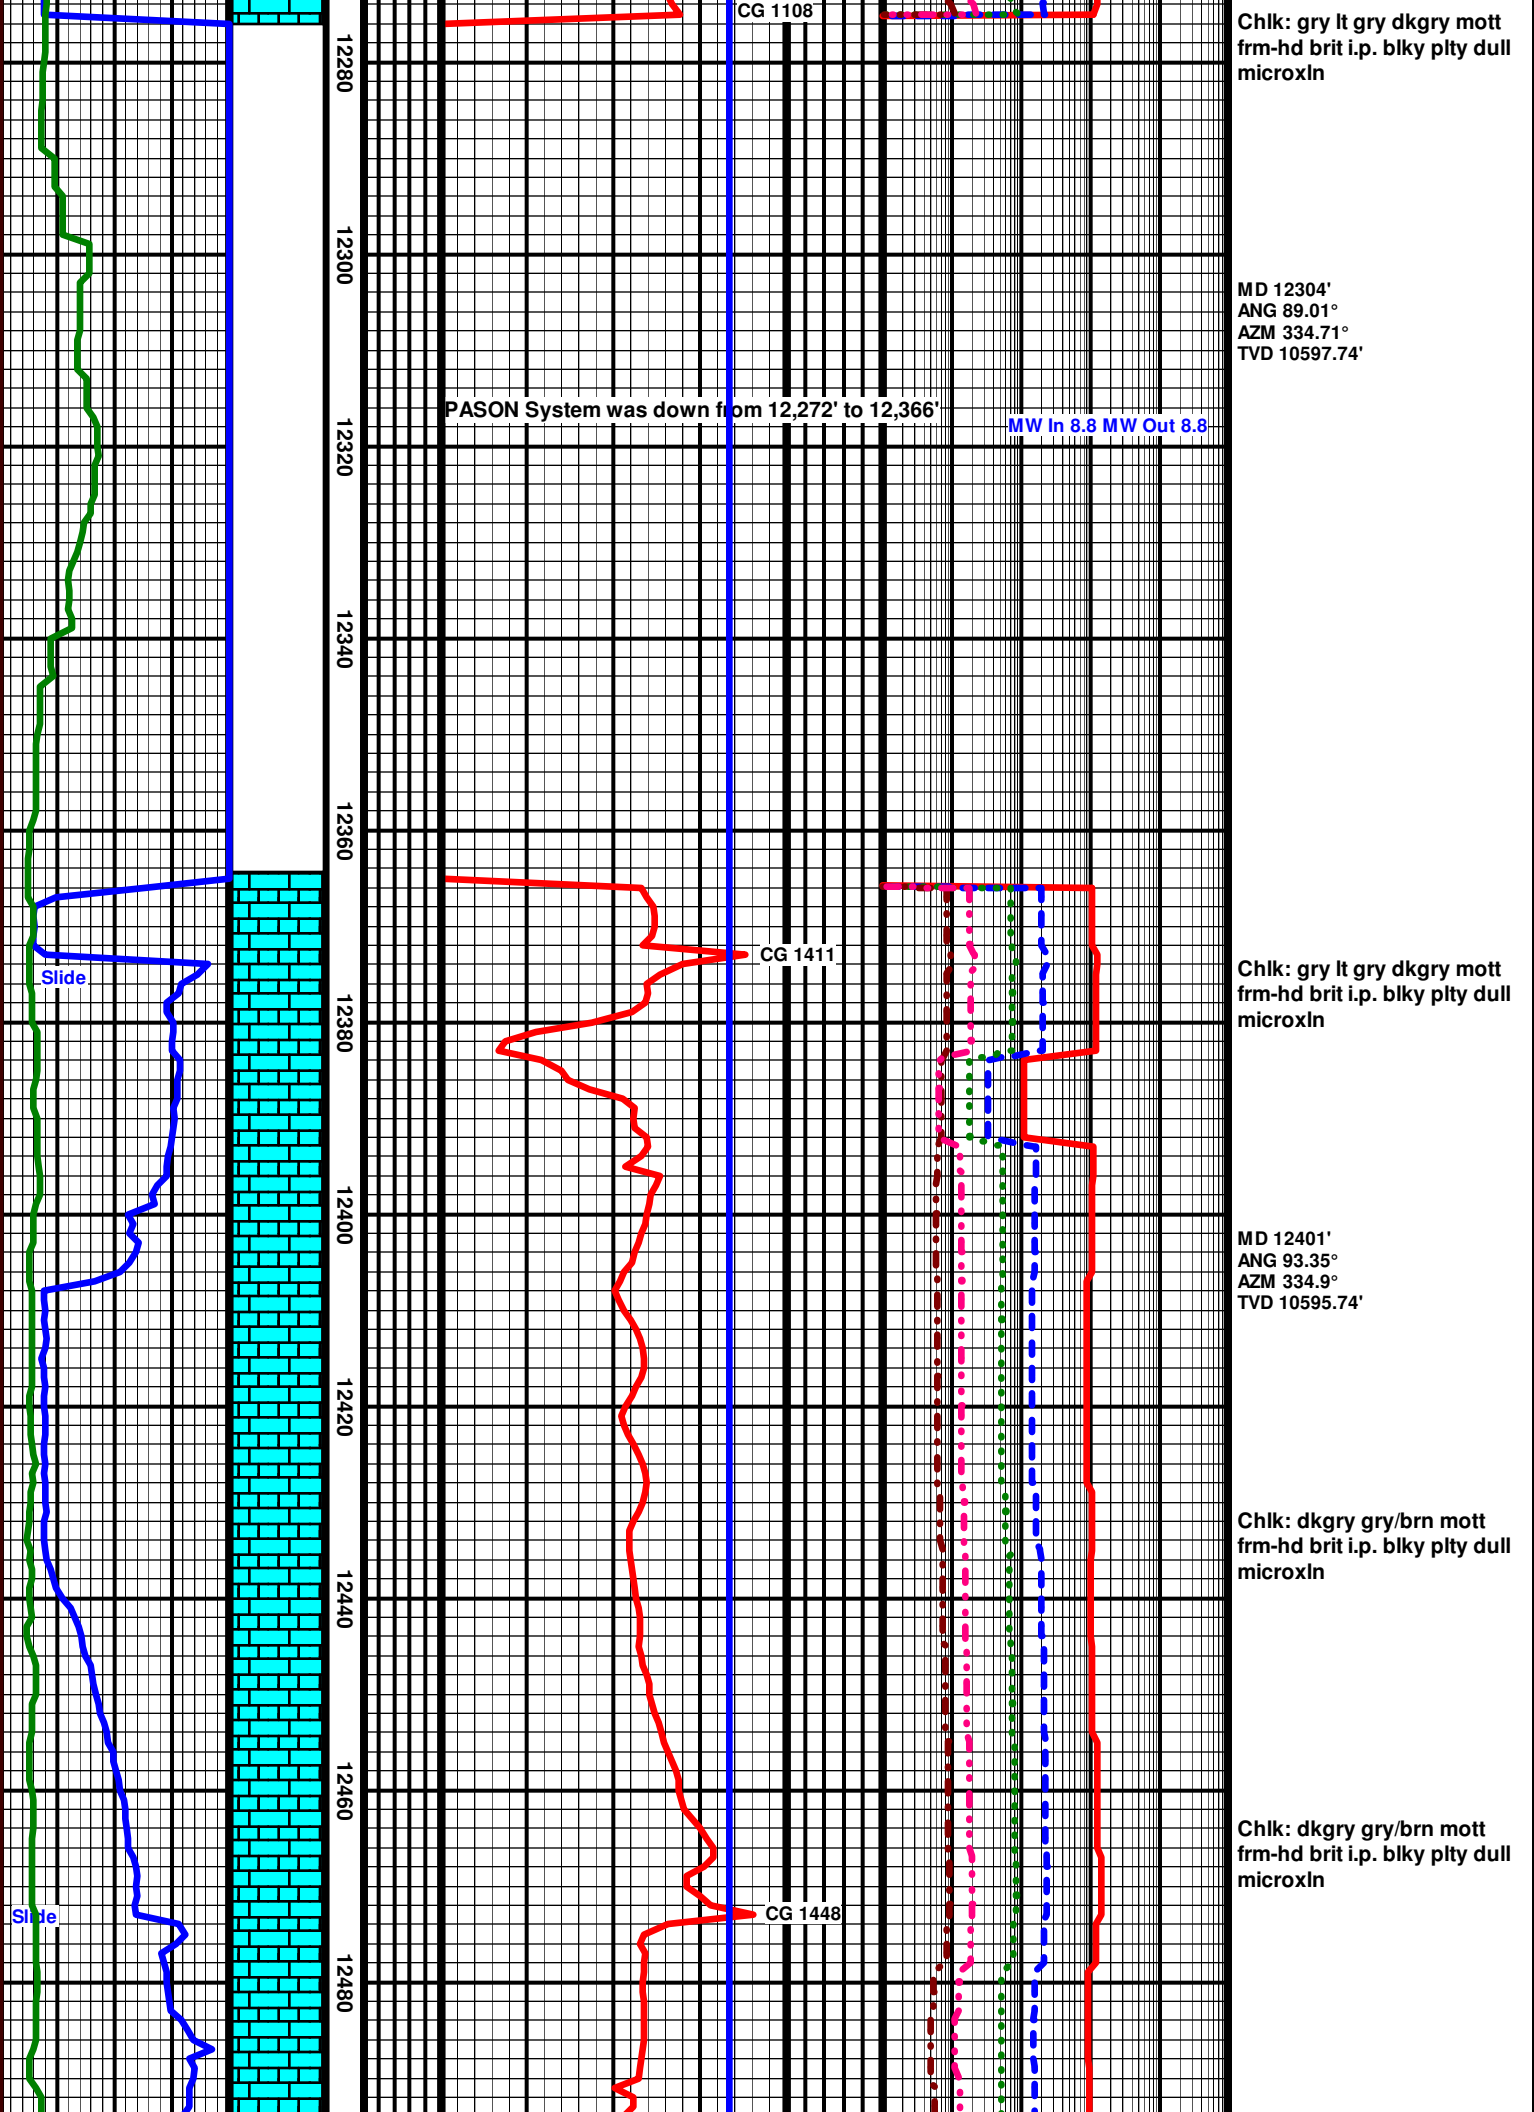 CG 1108
Chlk: gry lt gry dkgry mott
frm-hd brit i.p. blky plty dull
microxln
12280
12300
MD 12304'
ANG 89.01°
AZM 334.71°
TVD 10597.74'
PASON System was down from 12,272' to 12,366'
MW In 8.8 MW Out 8.8
12320
12340
12360
CG 1411
Slide
Chlk: gry lt gry dkgry mott
frm-hd brit i.p. blky plty dull
microxln
12380
12400
MD 12401'
ANG 93.35°
AZM 334.9°
TVD 10595.74'
12420
Chlk: dkgry gry/brn mott
frm-hd brit i.p. blky plty dull
microxln
12440
12460
Chlk: dkgry gry/brn mott
frm-hd brit i.p. blky plty dull
microxln
Slide
CG 1448
12480